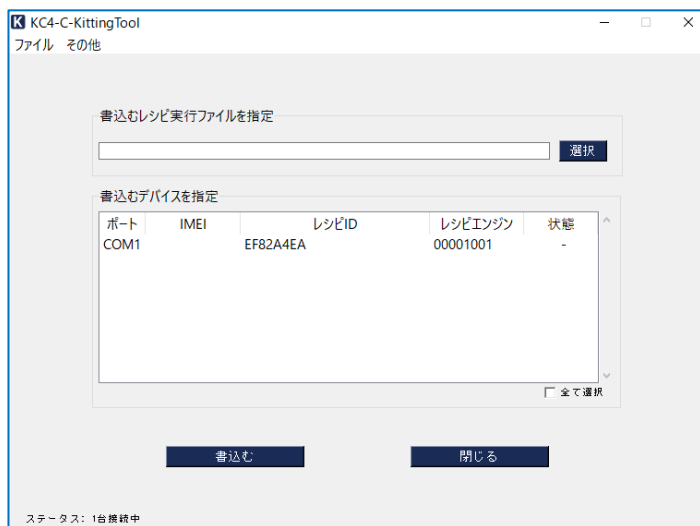 K KC4-C-KittingTool
ファイル その他
書込むレシピ実行ファイルを指定
選択
書込むデバイスを指定
ポート IMEI レシピID レシピエンジン 状態
COM1 EF82A4EA 00001001 -
全て選択
書込む 閉じる
ステータス: 1台接続中